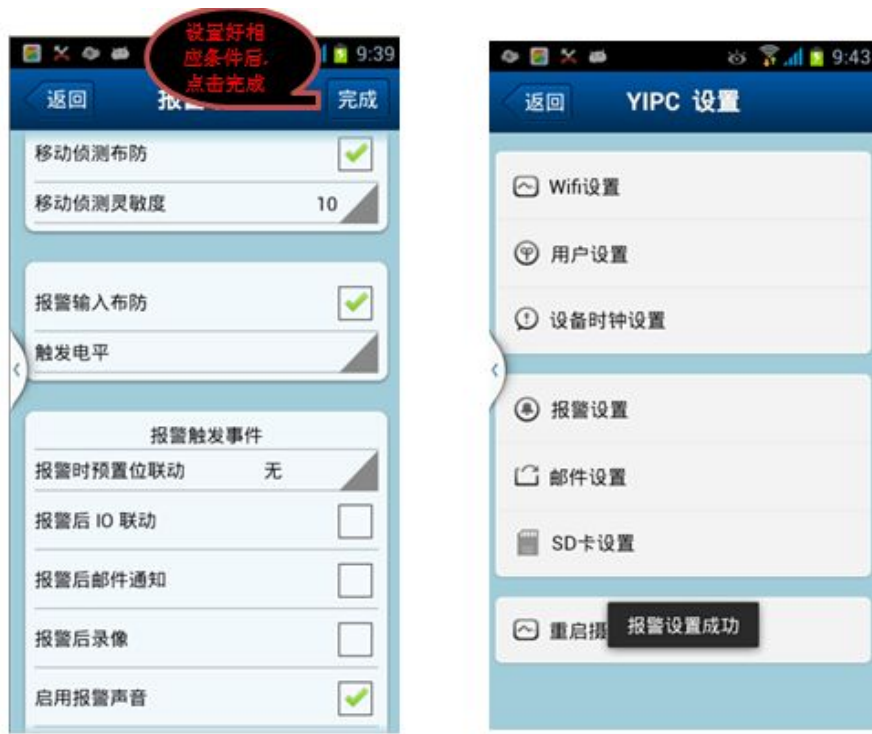 设置好相
应条件后，
点击完成
9:39
返回
报警
完成
移动侦测布防
移动侦测灵敏度 10
报警输入布防
触发电平
报警触发事件
报警时预置位联动 无
报警后 IO 联动
报警后邮件通知
报警后录像
启用报警声音
9:43
返回
YIPC 设置
Wifi设置
用户设置
设备时钟设置
报警设置
邮件设置
SD卡设置
重启摄
报警设置成功